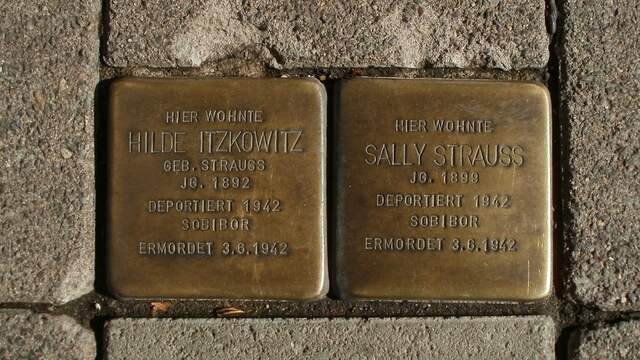 HIER WOHNTE
HILDE ITZKOWITZ
GEB. STRAUSS
JG. 1892
DEPORTIERT 1942
SOBIBOR
ERMORDET 3.6.1942
HIER WOHNTE
SALLY STRAUSS
JG. 1899
DEPORTIERT 1942
SOBIBOR
ERMORDET 3.6.1942